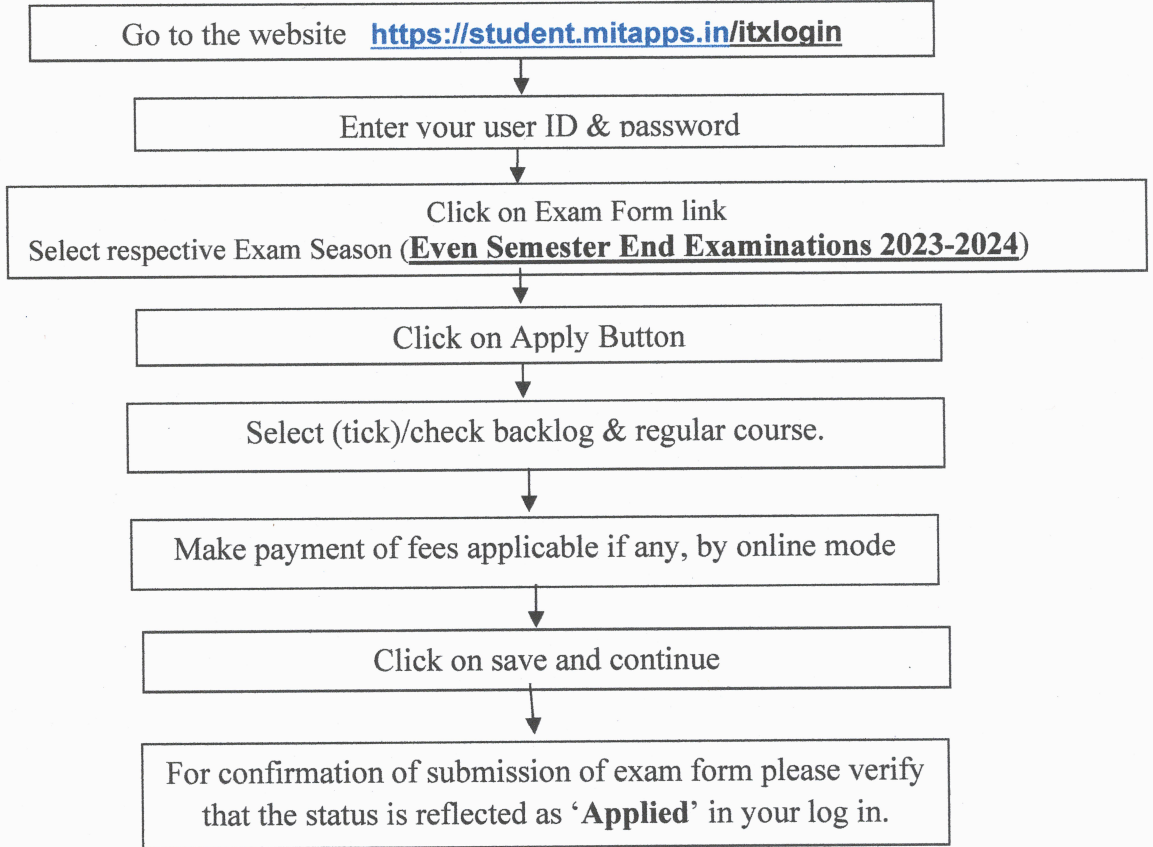 Go to the website https://student.mitapps.in/itxlogin
Enter your user ID & password
Click on Exam Form link
Select respective Exam Season (Even Semester End Examinations 2023-2024)
Click on Apply Button
Select (tick)/check backlog & regular course.
Make payment of fees applicable if any, by online mode
Click on save and continue
For confirmation of submission of exam form please verify
that the status is reflected as ‘Applied’ in your log in.